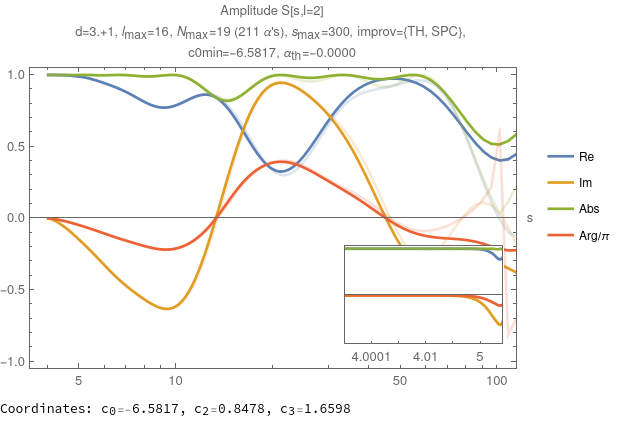 Amplitude S[s,l=2]
d=3.+1, lmax=16, Nmax=19 (211 α's), smax=300, improv={TH, SPC},
c0min=-6.5817, αth=-0.0000
1.0
0.5
0.0
-0.5
-1.0
s
Re
Im
Abs
Arg/π
4.0001 4.01 5
5 10 50 100
Coordinates: c0=-6.5817, c2=0.8478, c3=1.6598